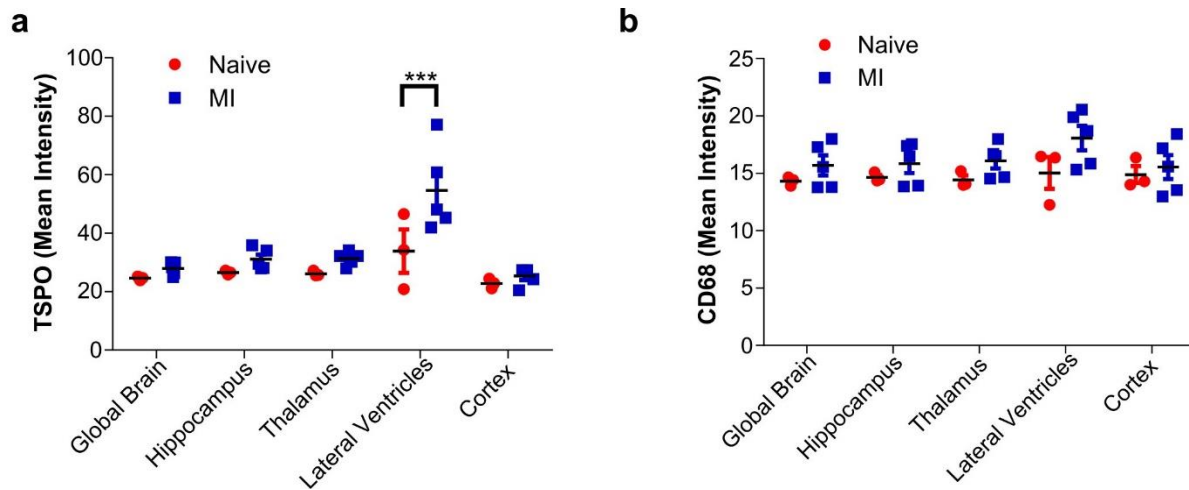 a
TSPO (Mean Intensity)
100
80
60
40
20
0
Naive
MI
***
Global Brain
Hippocampus
Thalamus
Lateral Ventricles
Cortex
b
CD68 (Mean Intensity)
25
20
15
10
5
0
Naive
MI
Global Brain
Hippocampus
Thalamus
Lateral Ventricles
Cortex